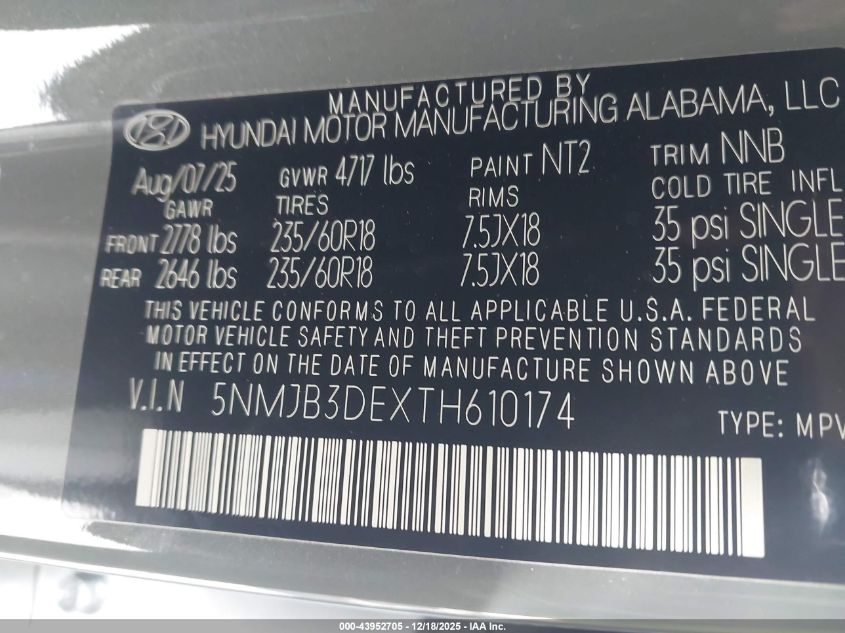 MANUFACTURED BY
HYUNDAI MOTOR MANUFACTURING ALABAMA, LLC
Aug/07/25 GVWR 4717 lbs PAINT NT2 TRIM NNB
GAWR TIRES RIMS COLD TIRE INFL
FRONT 2778 lbs 235/60R18 7.5JX18 35 psi SINGLE
REAR 2646 lbs 235/60R18 7.5JX18 35 psi SINGLE
THIS VEHICLE CONFORMS TO ALL APPLICABLE U.S.A. FEDERAL
MOTOR VEHICLE SAFETY AND THEFT PREVENTION STANDARDS
IN EFFECT ON THE DATE OF MANUFACTURE SHOWN ABOVE
V.I.N 5NMJB3DEXTH610174
TYPE: MPV
000-43952705 - 12/18/2025 - IAA Inc.